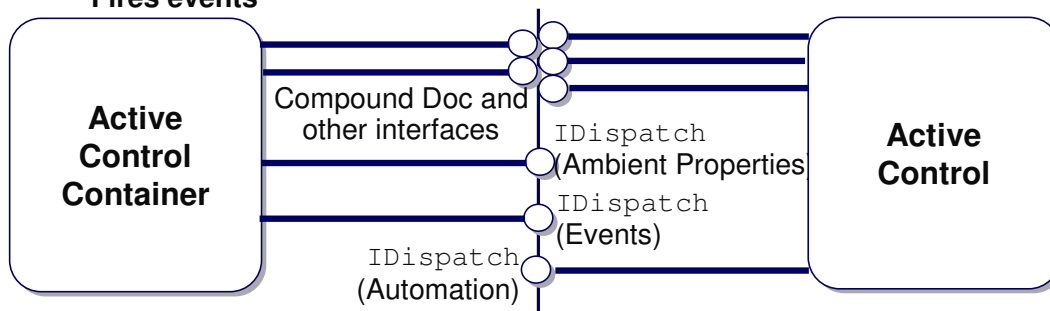 Fires events
Compound Doc and
other interfaces
Active
Control
Container
IDispatch
(Ambient Properties)
IDispatch
(Events)
IDispatch
(Automation)
Active
Control